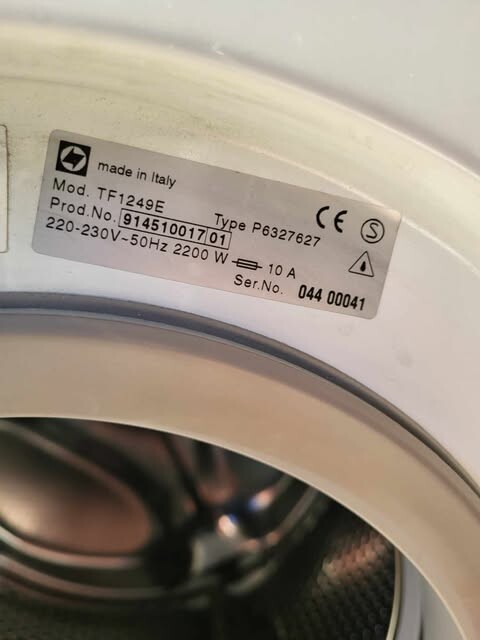 made in Italy
Mod. TF1249E
Type P6327627
Prod.No. 914510017 01
220-230V~50Hz 2200 W 10 A
Ser.No. 044 00041
CE S